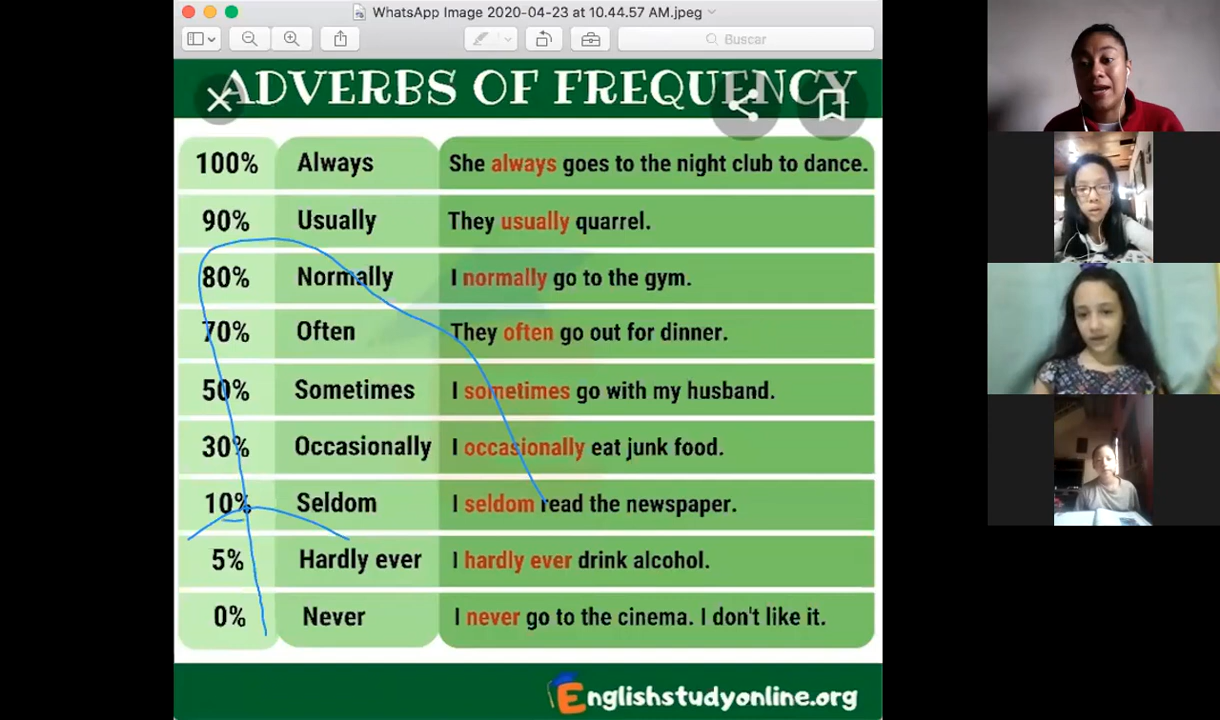 WhatsApp Image 2020-04-23 at 10.44.57 AM.jpeg
Buscar
ADVERBS OF FREQUENCY
100% Always She always goes to the night club to dance.
90% Usually They usually quarrel.
80% Normally I normally go to the gym.
70% Often They often go out for dinner.
50% Sometimes I sometimes go with my husband.
30% Occasionally I occasionally eat junk food.
10% Seldom I seldom read the newspaper.
5% Hardly ever I hardly ever drink alcohol.
0% Never I never go to the cinema. I don't like it.
Englishstudyonline.org